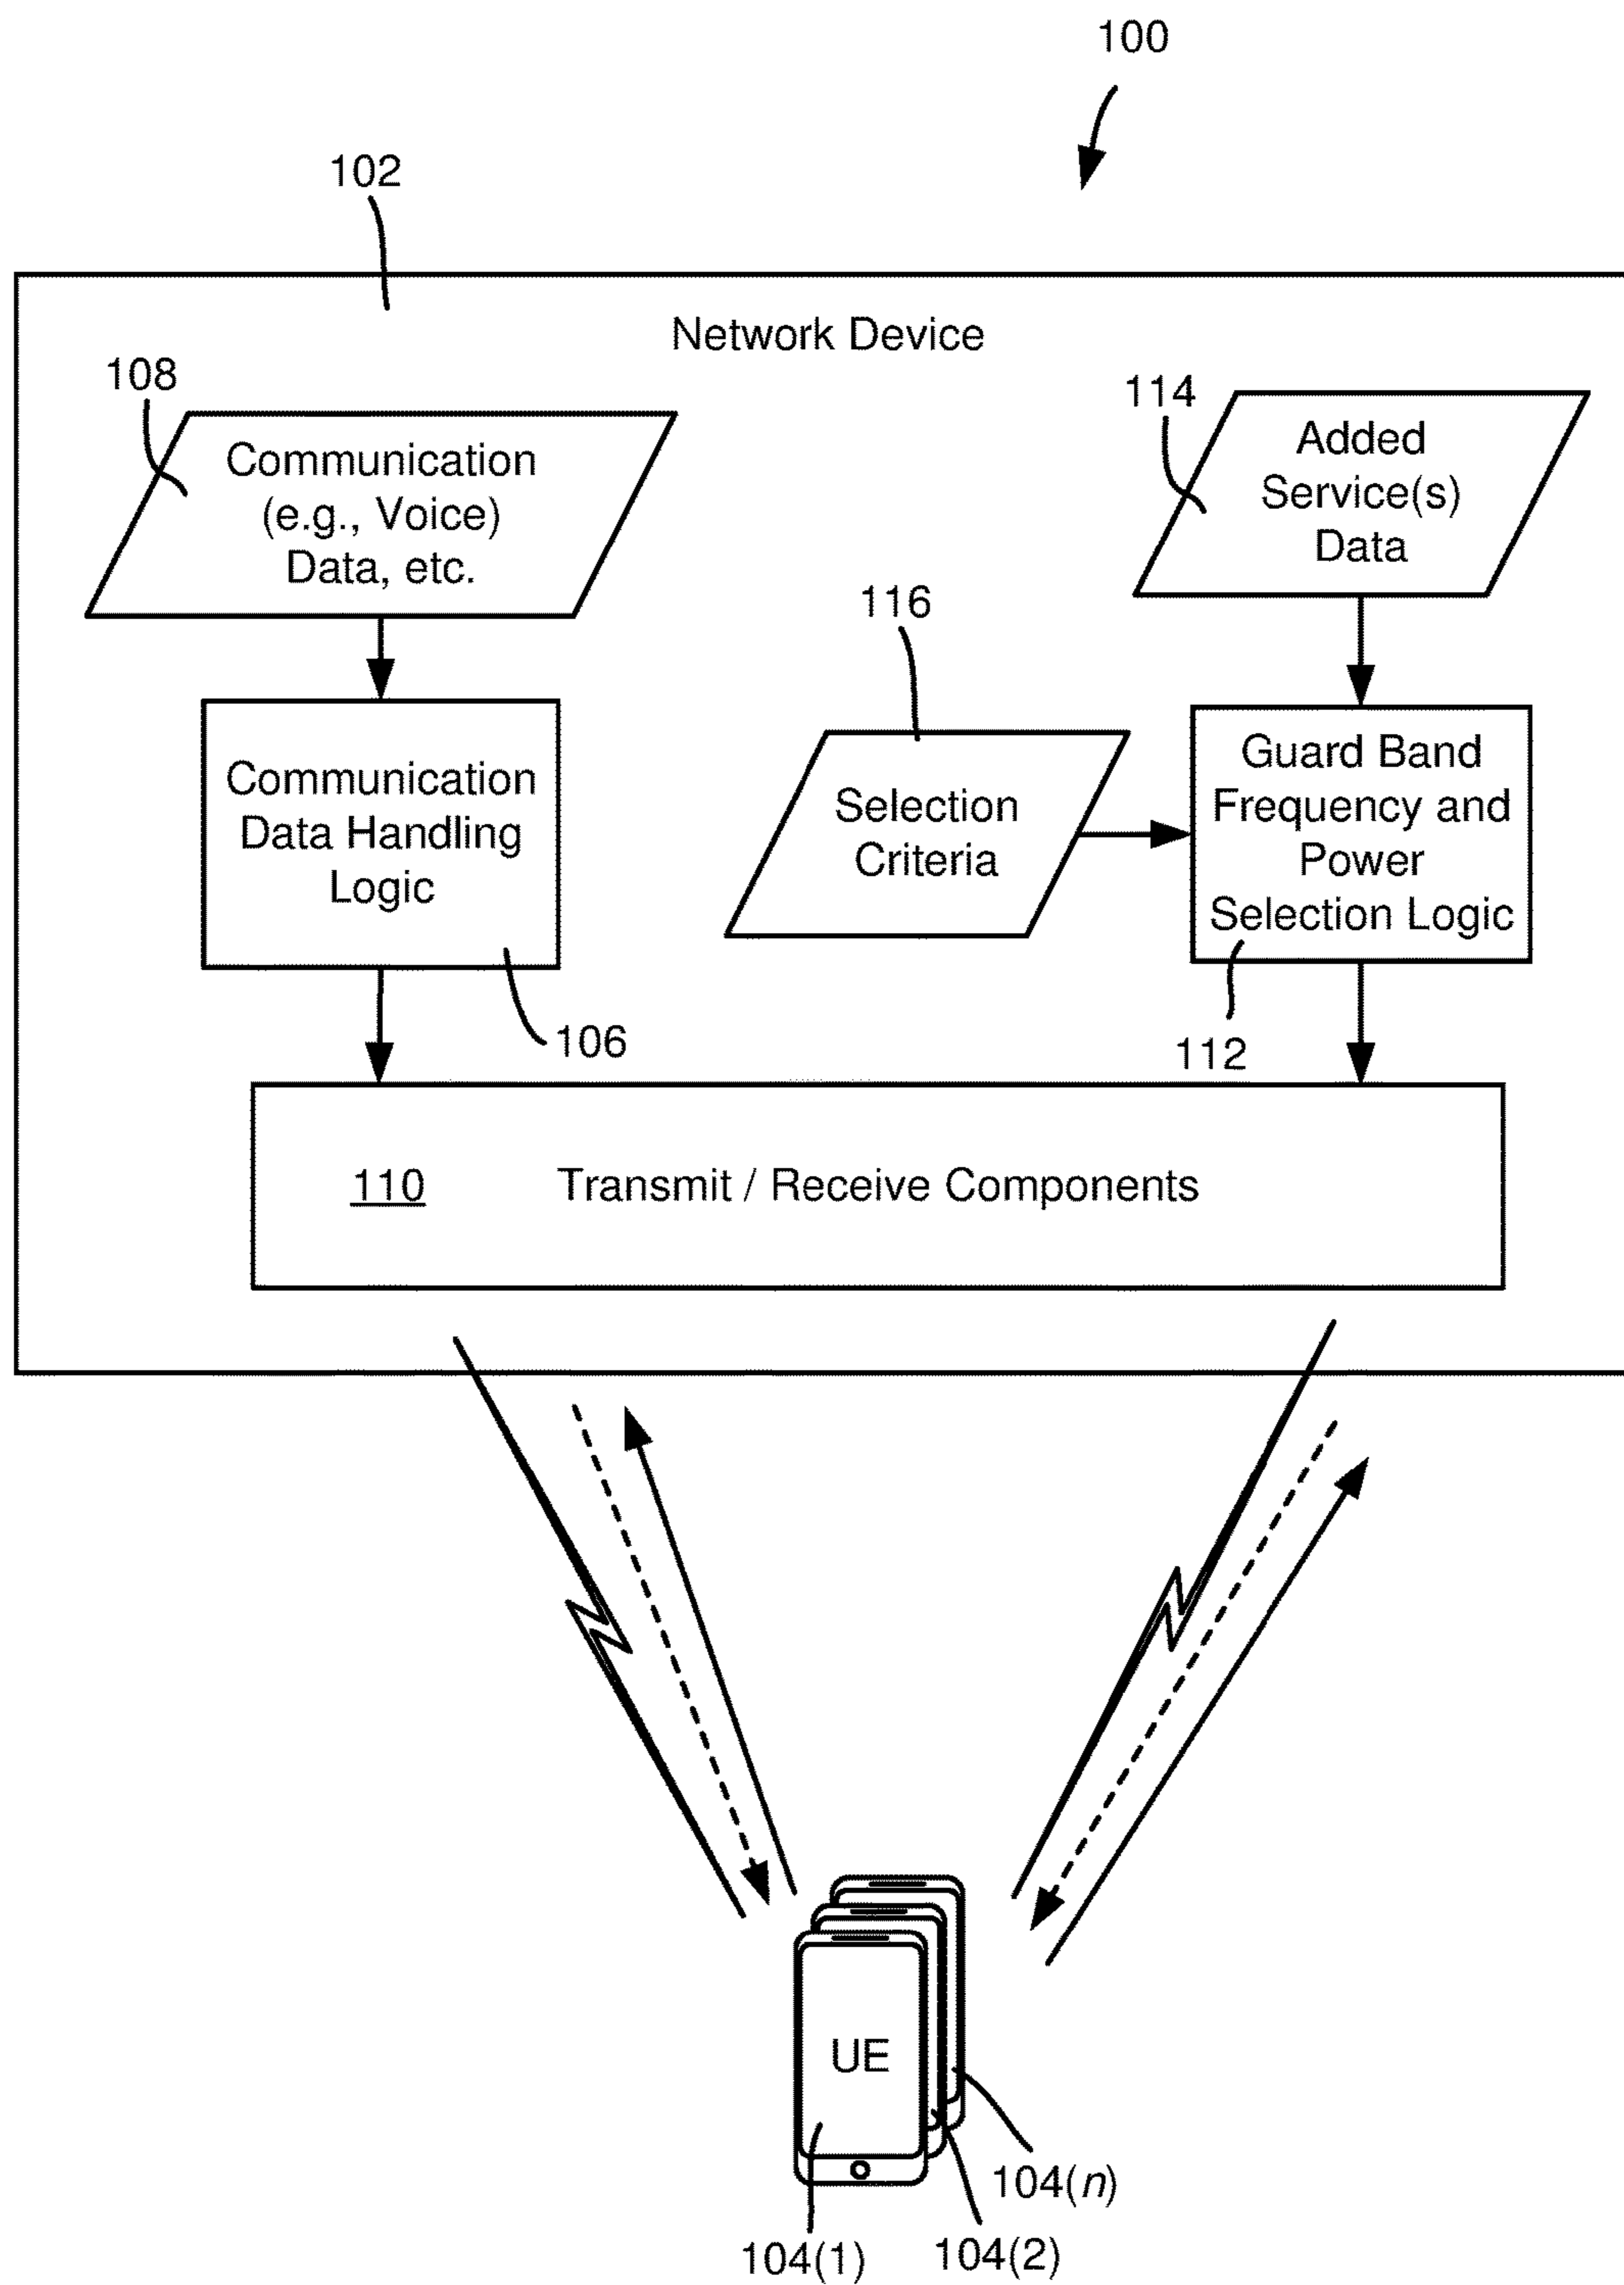 100
102
Network Device
108
Communication
(e.g., Voice)
Data, etc.
114
Added
Service(s)
Data
116
Selection
Criteria
Communication
Data Handling
Logic
Guard Band
Frequency and
Power
Selection Logic
106
112
110 Transmit / Receive Components
UE
104(n)
104(2)
104(1)